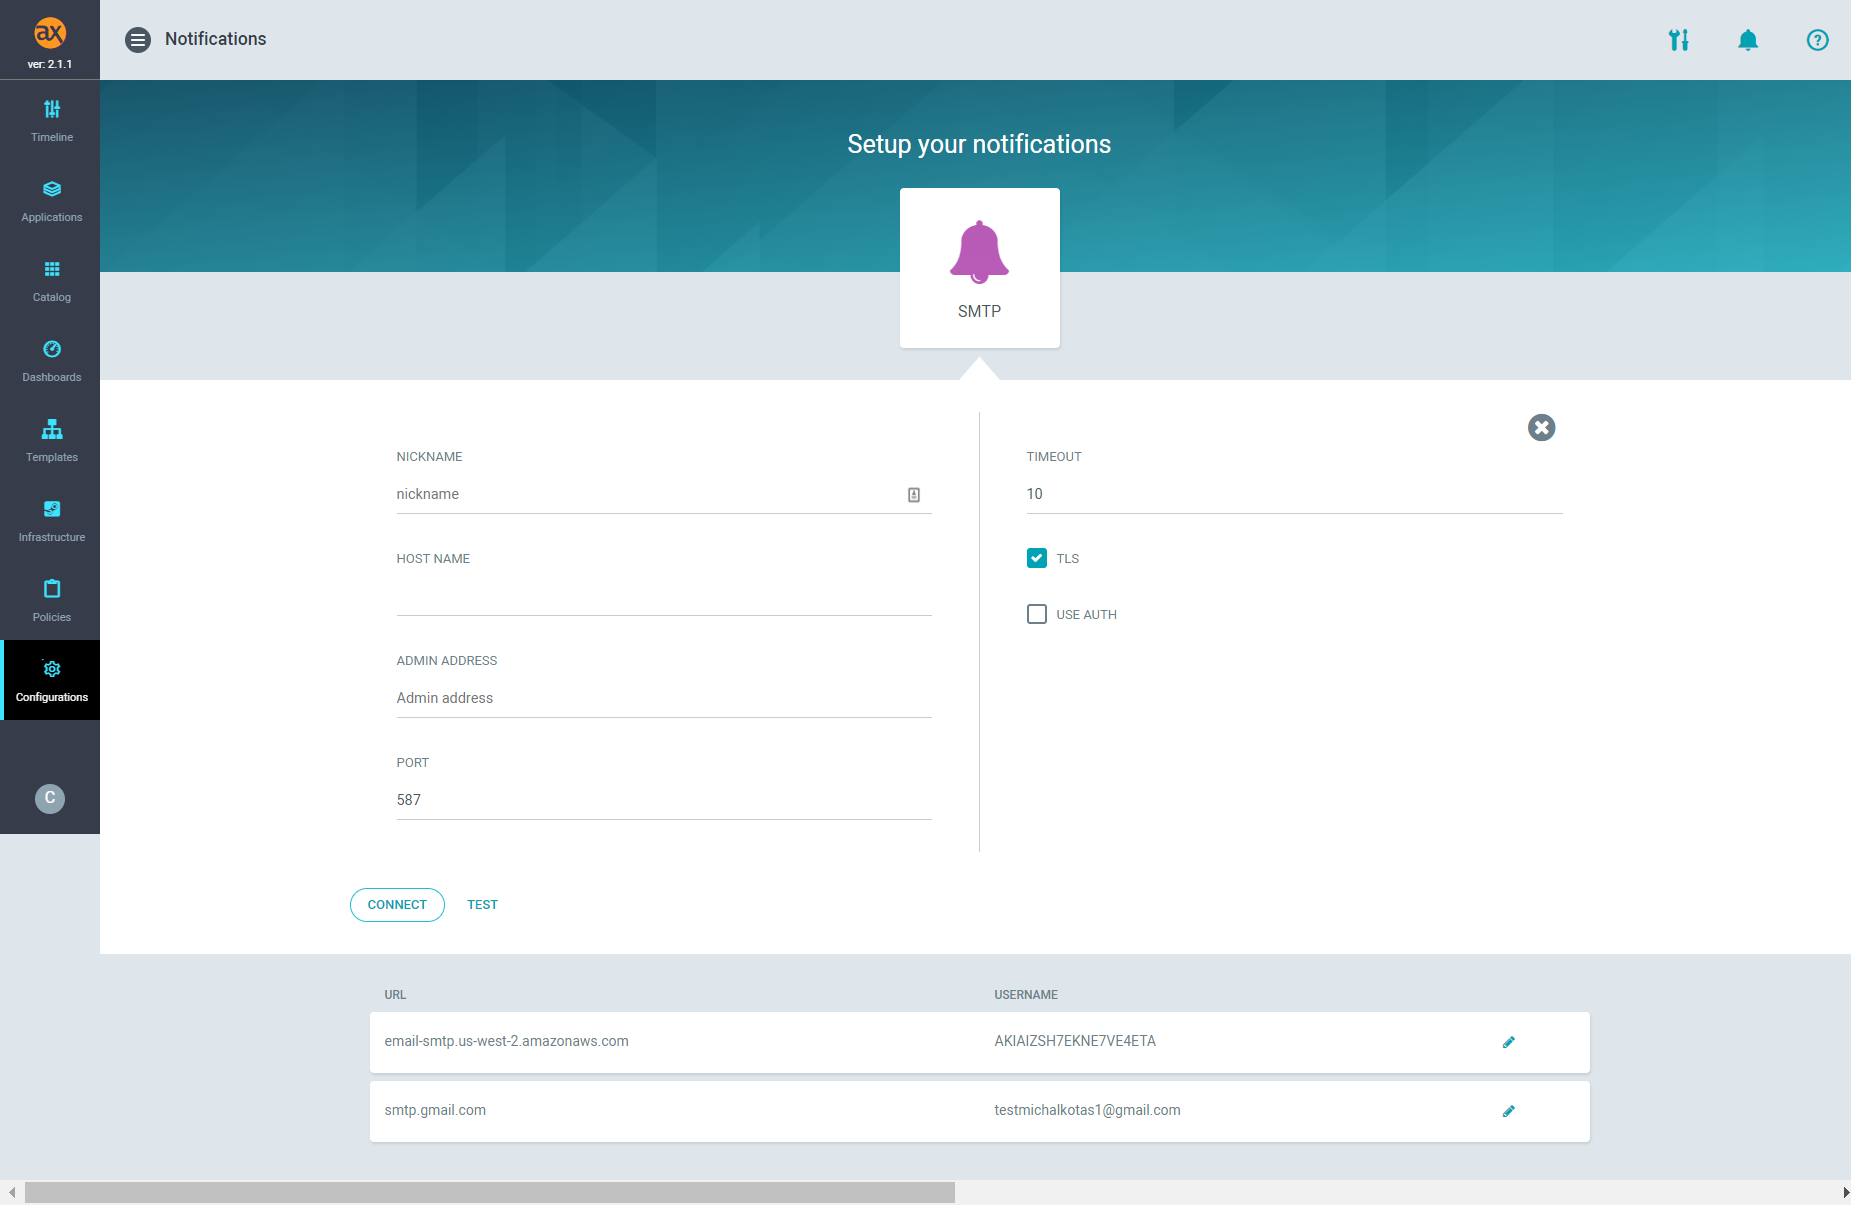 ax
ver: 2.1.1
Notifications
Timeline
Applications
Catalog
Dashboards
Templates
Infrastructure
Policies
Configurations
C
Setup your notifications
SMTP
NICKNAME
nickname
HOST NAME
ADMIN ADDRESS
Admin address
PORT
587
TIMEOUT
10
TLS
USE AUTH
CONNECT TEST
URL USERNAME
email-smtp.us-west-2.amazonaws.com AKIAIZSH7EKNE7VE4ETA
smtp.gmail.com testmichalkotas1@gmail.com